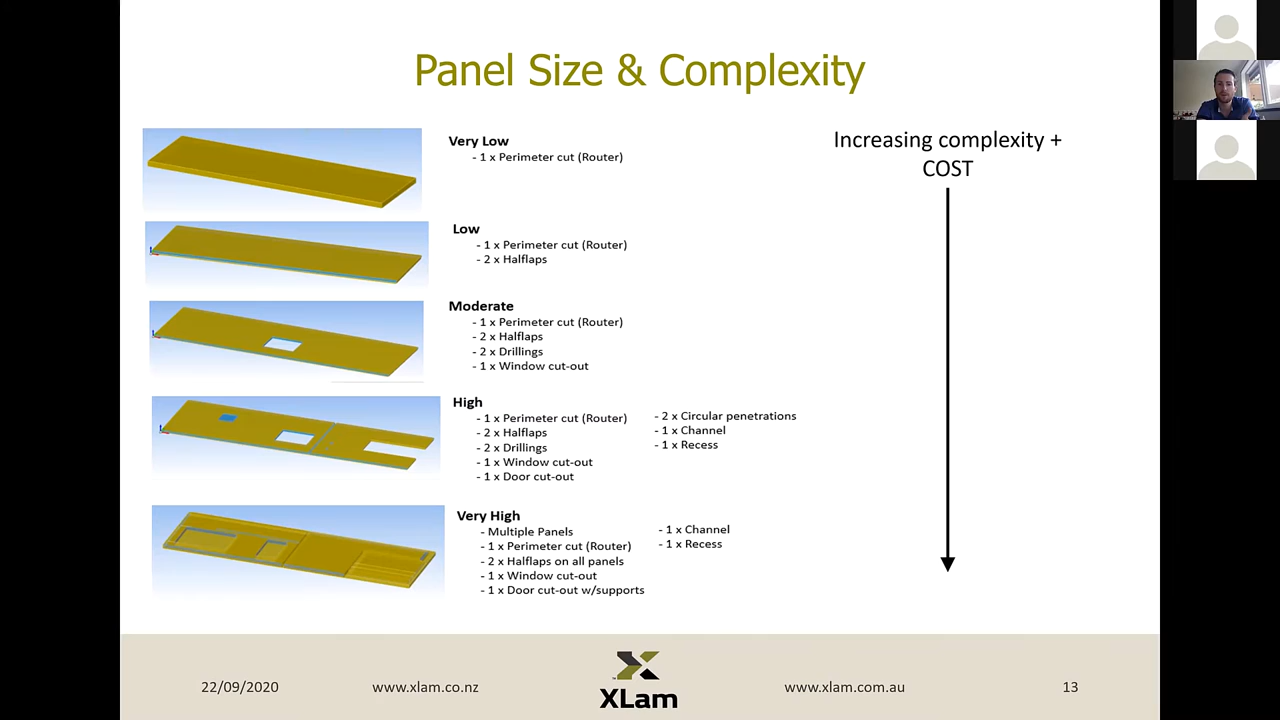 Panel Size & Complexity
Very Low
- 1 x Perimeter cut (Router)
Low
- 1 x Perimeter cut (Router)
- 2 x Halflaps
Moderate
- 1 x Perimeter cut (Router)
- 2 x Halflaps
- 2 x Drillings
- 1 x Window cut-out
High
- 1 x Perimeter cut (Router)
- 2 x Halflaps
- 2 x Drillings
- 1 x Window cut-out
- 1 x Door cut-out
- 2 x Circular penetrations
- 1 x Channel
- 1 x Recess
Very High
- Multiple Panels
- 1 x Perimeter cut (Router)
- 2 x Halflaps on all panels
- 1 x Window cut-out
- 1 x Door cut-out w/supports
- 1 x Channel
- 1 x Recess
Increasing complexity +
COST
22/09/2020
www.xlam.co.nz
XLam
www.xlam.com.au
13